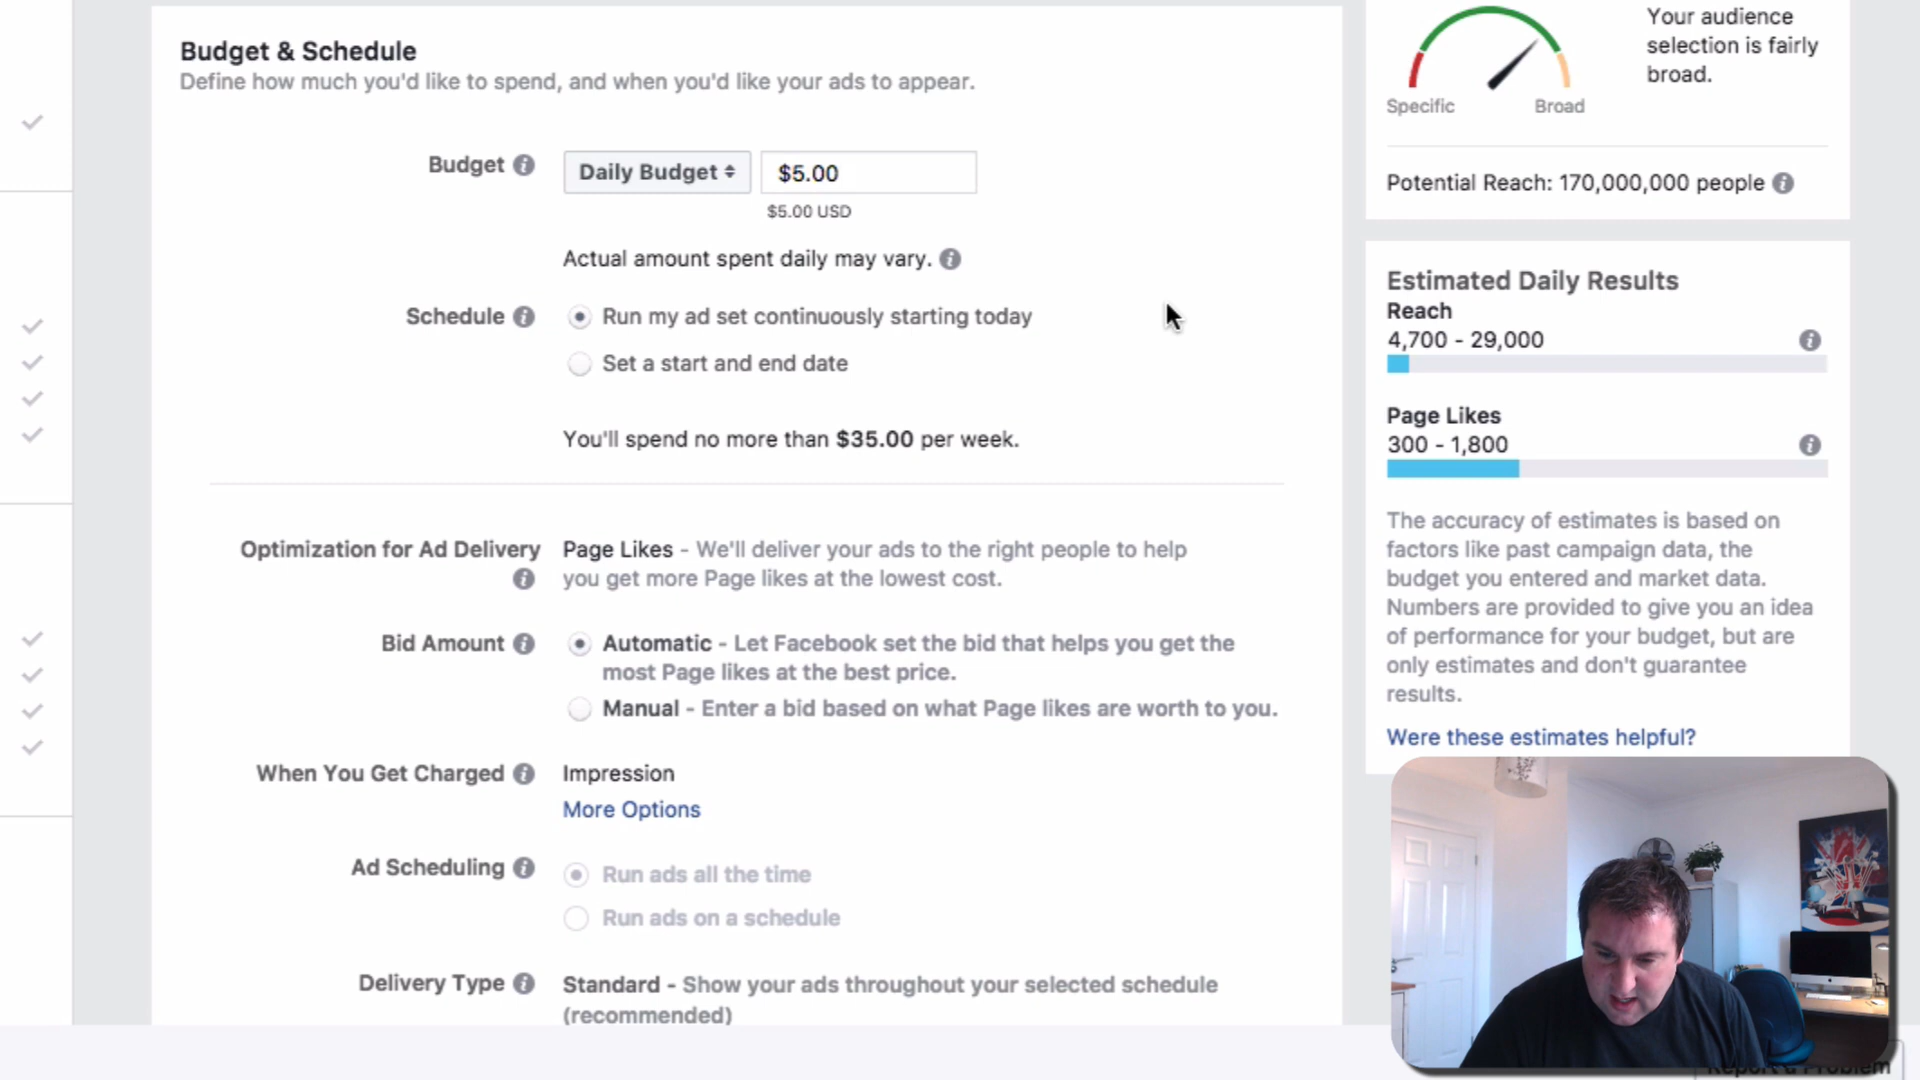 Budget & Schedule
Define how much you'd like to spend, and when you'd like your ads to appear.
Budget
Daily Budget
$5.00
$5.00 USD
Actual amount spent daily may vary.
Schedule
Run my ad set continuously starting today
Set a start and end date
You'll spend no more than $35.00 per week.
Optimization for Ad Delivery
Page Likes - We'll deliver your ads to the right people to help
you get more Page likes at the lowest cost.
Bid Amount
Automatic - Let Facebook set the bid that helps you get the
most Page likes at the best price.
Manual - Enter a bid based on what Page likes are worth to you.
When You Get Charged
Impression
More Options
Ad Scheduling
Run ads all the time
Run ads on a schedule
Delivery Type
Standard - Show your ads throughout your selected schedule
(recommended)
Your audience
selection is fairly
broad.
Specific
Broad
Potential Reach: 170,000,000 people
Estimated Daily Results
Reach
4,700 - 29,000
Page Likes
300 - 1,800
The accuracy of estimates is based on
factors like past campaign data, the
budget you entered and market data.
Numbers are provided to give you an idea
of performance for your budget, but are
only estimates and don't guarantee
results.
Were these estimates helpful?
Report a Problem